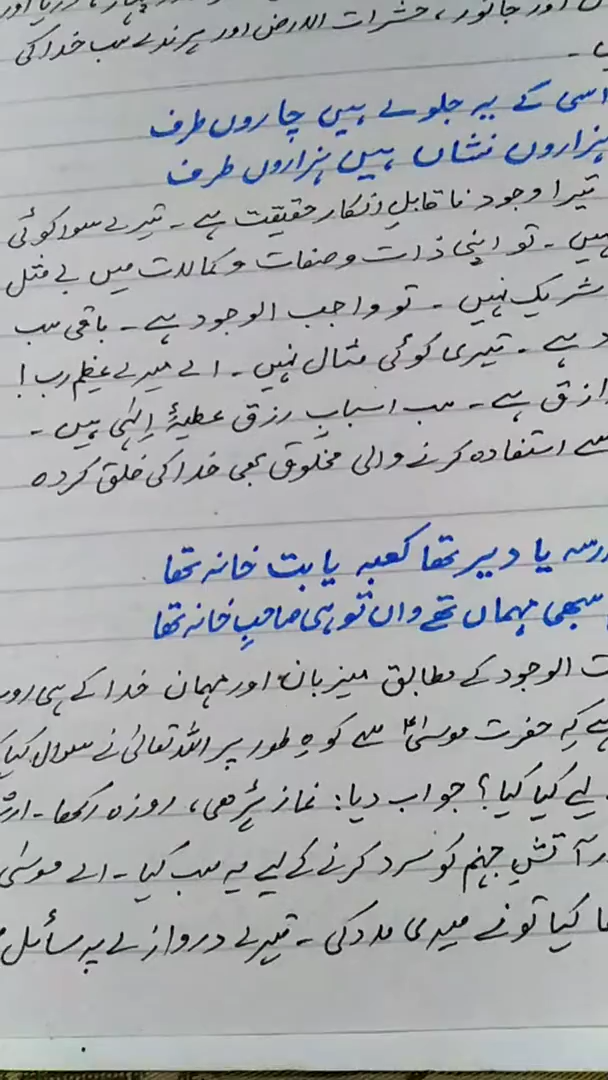 اور جانور، حشرات الارض اور پرندے سب خدا کی
اسی کے یہ جلوے ہیں چاروں طرف
ہزاروں نشاں ہیں ہزاروں طرف
تیرا وجود ناقابلِ انکار حقیقت ہے۔ تیرے سوا کوئی
نہیں۔ تو اپنی ذات و صفات و کمالات میں بے مثل
شریک نہیں۔ تو واجب الوجود ہے۔ باقی سب
ہے۔ تیری کوئی مثال نہیں۔ اے میرے عظیم رب!
رازق ہے۔ سب اسبابِ رزق عطیۂ الٰہی ہیں۔
سے استفادہ کرنے والی مخلوق بھی خدا کی خلق کردہ
مدرسہ یا دیر تھا کعبہ یا بت خانہ تھا
سبھی مہماں تھے واں تو ہی صاحبِ خانہ تھا
الوجود کے مطابق میزبان اور مہمان خدا کے ہی
ہے کہ حضرت موسیٰؑ سے کوہِ طور پر اللہ تعالیٰ نے سوال کیا
لیے کیا کیا؟ جواب دیا: نماز پڑھی، روزہ رکھا۔
آتشِ جہنم کو سرد کرنے کے لیے یہ سب کیا۔ اے موسیٰ
کیا تو نے میری مدد کی۔ تیرے دروازے پہ سائل